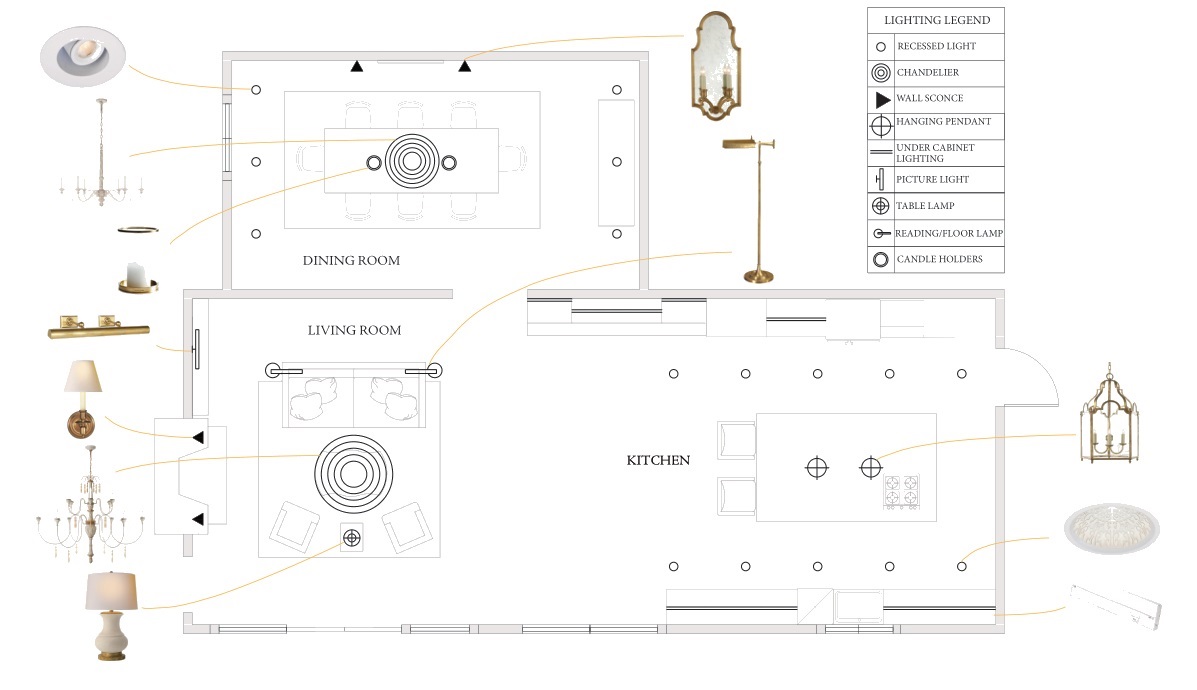 LIGHTING LEGEND
RECESSED LIGHT
CHANDELIER
WALL SCONCE
HANGING PENDANT
UNDER CABINET
LIGHTING
PICTURE LIGHT
TABLE LAMP
READING/FLOOR LAMP
CANDLE HOLDERS
DINING ROOM
LIVING ROOM
KITCHEN